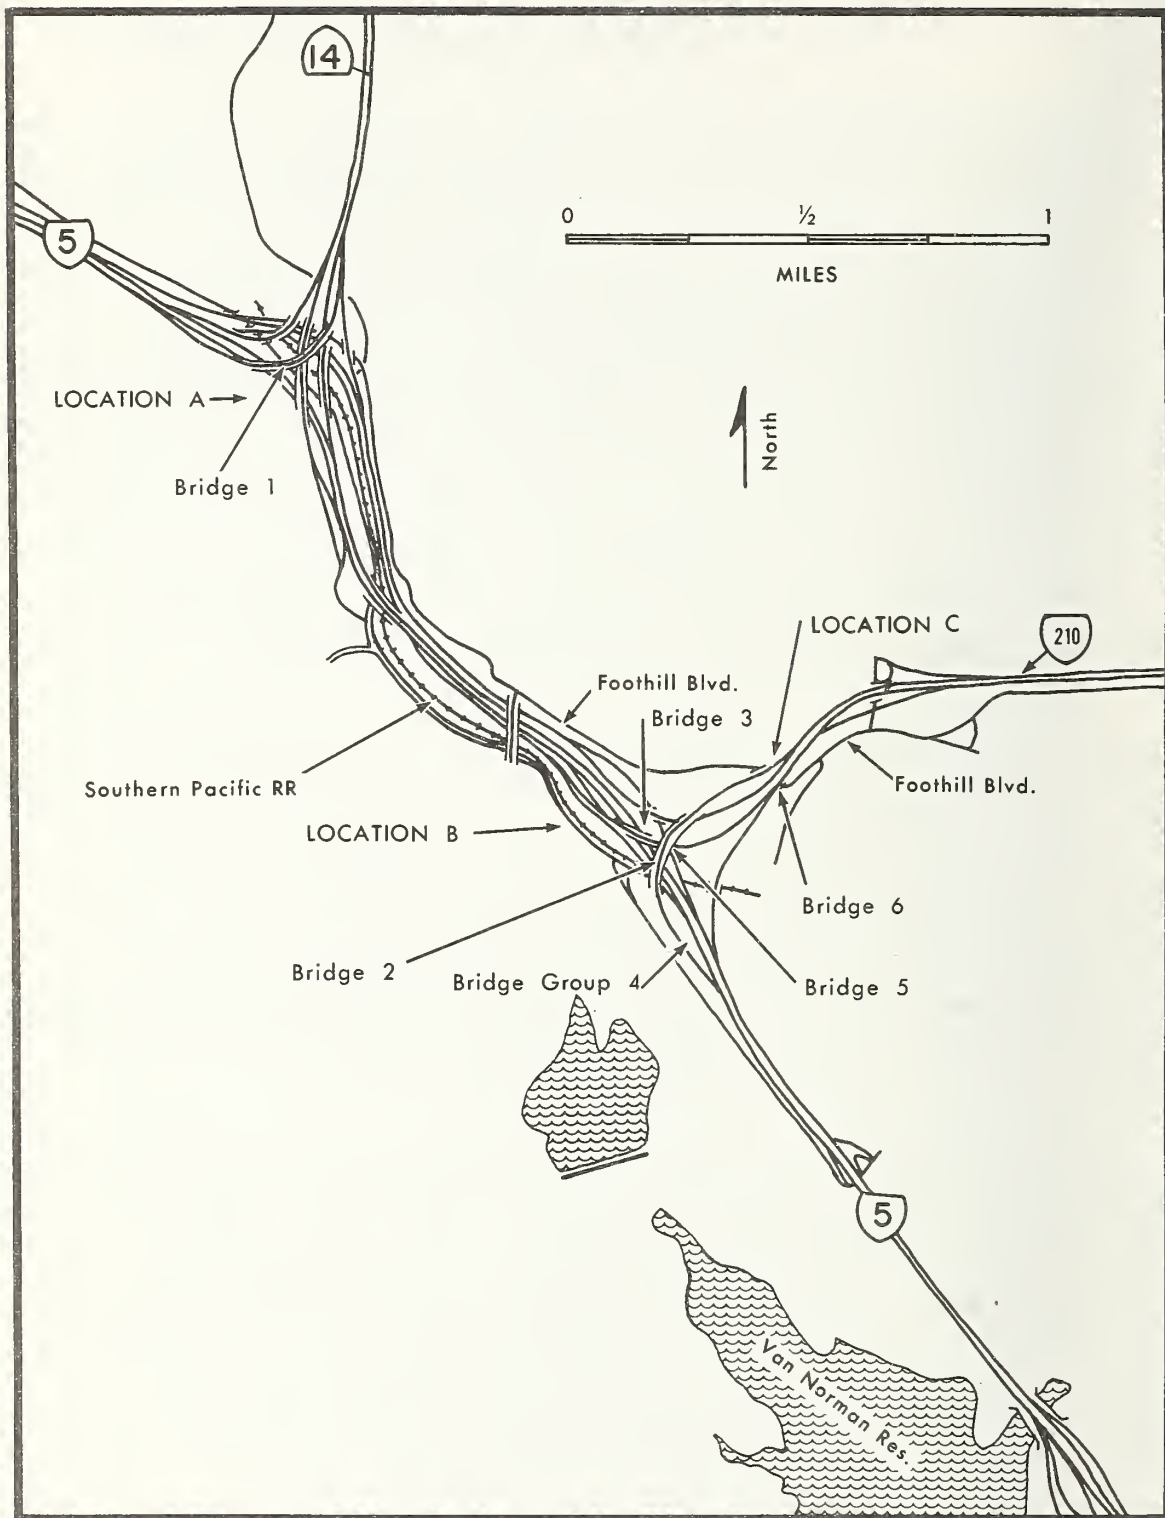 14
5
0 ½ 1
MILES
LOCATION A
North
Bridge 1
LOCATION C
210
Foothill Blvd.
Bridge 3
Southern Pacific RR
Foothill Blvd.
LOCATION B
Bridge 6
Bridge 2
Bridge Group 4
Bridge 5
5
Van Norman Res.